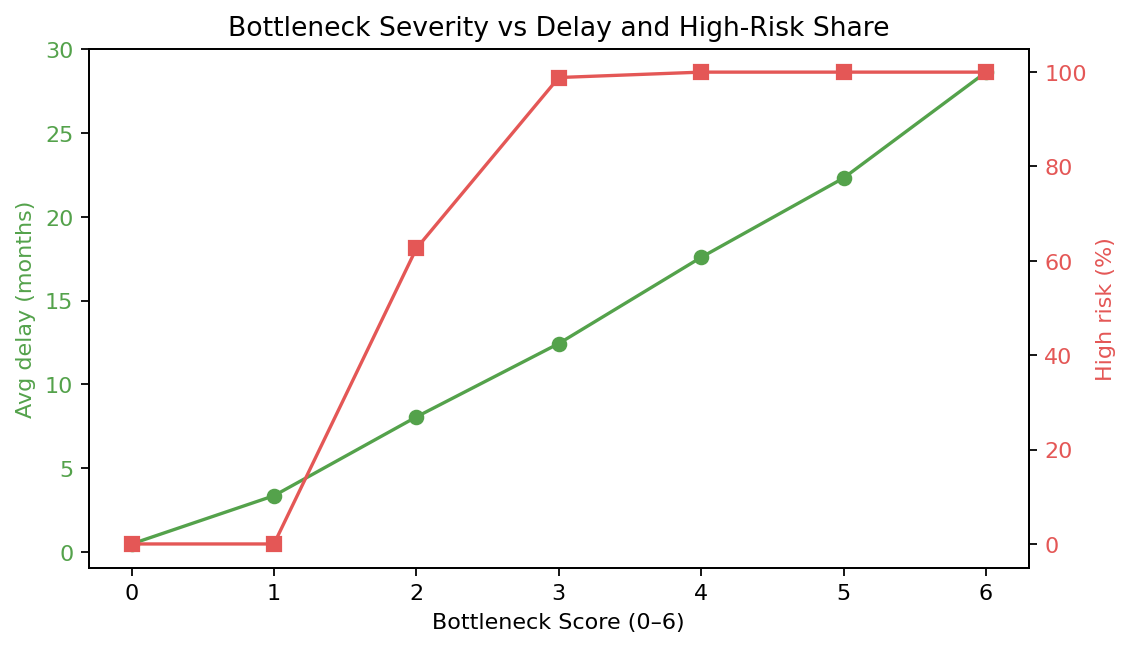 Bottleneck Severity vs Delay and High-Risk Share
Avg delay (months)
30
25
20
15
10
5
0
High risk (%)
100
80
60
40
20
0
0 1 2 3 4 5 6
Bottleneck Score (0–6)